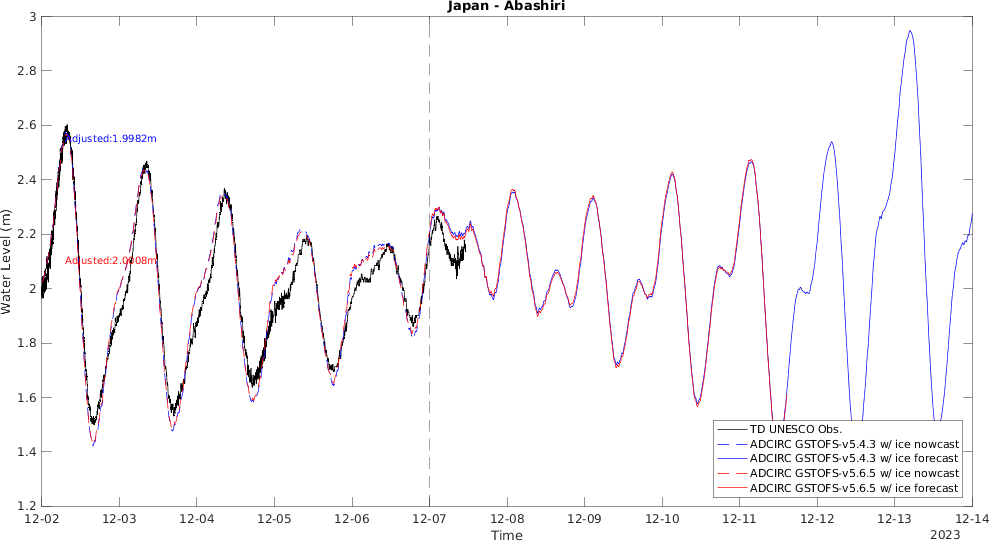 Japan - Abashiri
3
2.8
2.6
2.4
2.2
2
1.8
1.6
1.4
1.2
Water Level (m)
Adjusted:1.9982m
Adjusted:2.0008m
TD UNESCO Obs.
ADCIRC GSTOFS-v5.4.3 w/ ice nowcast
ADCIRC GSTOFS-v5.4.3 w/ ice forecast
ADCIRC GSTOFS-v5.6.5 w/ ice nowcast
ADCIRC GSTOFS-v5.6.5 w/ ice forecast
12-02 12-03 12-04 12-05 12-06 12-07 12-08 12-09 12-10 12-11 12-12 12-13 12-14
Time
2023